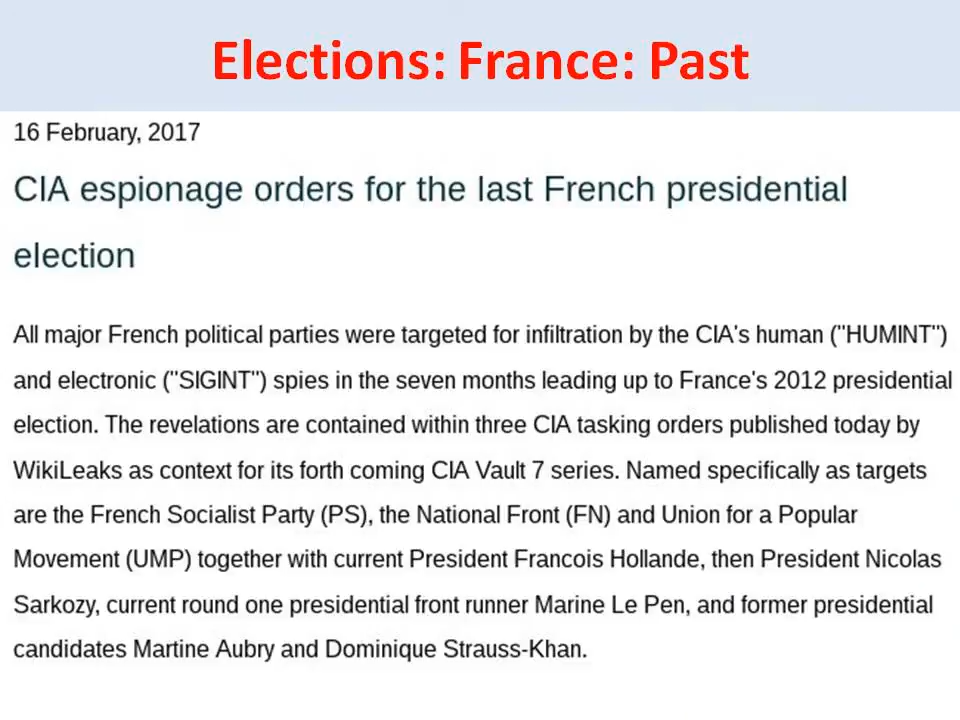 Elections: France: Past
16 February, 2017
CIA espionage orders for the last French presidential
election
All major French political parties were targeted for infiltration by the CIA's human ("HUMINT")
and electronic ("SIGINT") spies in the seven months leading up to France's 2012 presidential
election. The revelations are contained within three CIA tasking orders published today by
WikiLeaks as context for its forth coming CIA Vault 7 series. Named specifically as targets
are the French Socialist Party (PS), the National Front (FN) and Union for a Popular
Movement (UMP) together with current President Francois Hollande, then President Nicolas
Sarkozy, current round one presidential front runner Marine Le Pen, and former presidential
candidates Martine Aubry and Dominique Strauss-Khan.